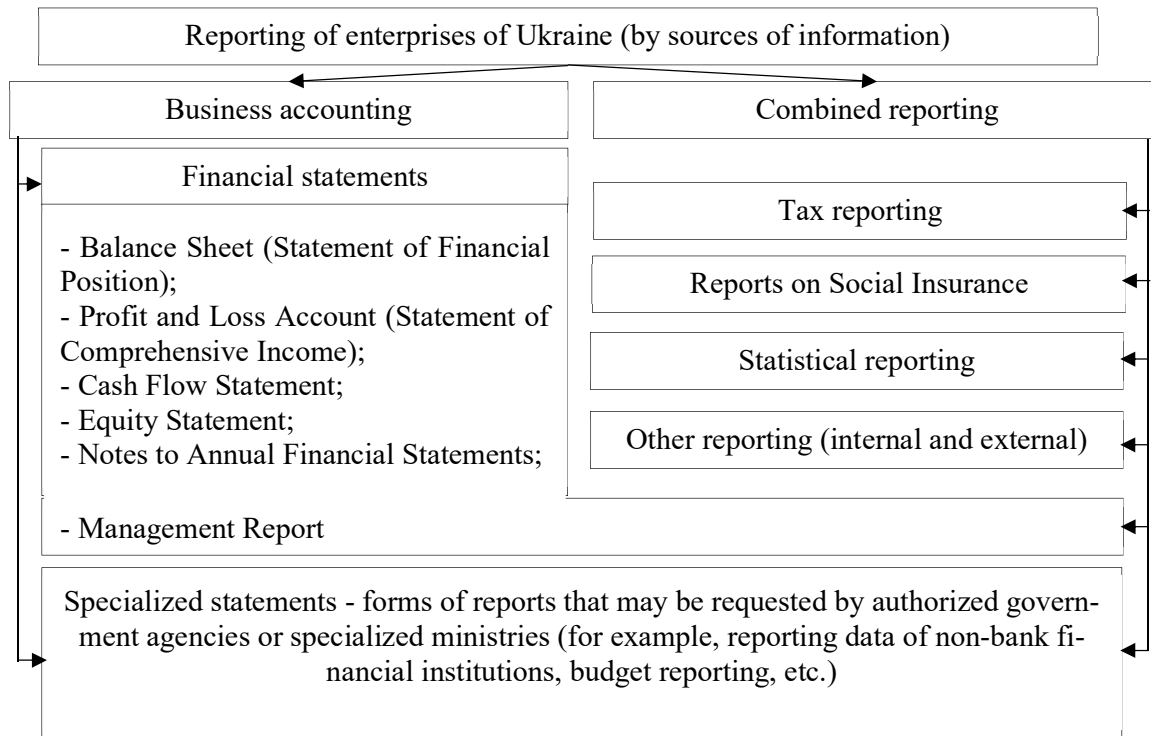 Reporting of enterprises of Ukraine (by sources of information)
Business accounting
Combined reporting
Financial statements
- Balance Sheet (Statement of Financial
Position);
- Profit and Loss Account (Statement of
Comprehensive Income);
- Cash Flow Statement;
- Equity Statement;
- Notes to Annual Financial Statements;
Tax reporting
Reports on Social Insurance
Statistical reporting
Other reporting (internal and external)
- Management Report
Specialized statements - forms of reports that may be requested by authorized govern-
ment agencies or specialized ministries (for example, reporting data of non-bank fi-
nancial institutions, budget reporting, etc.)